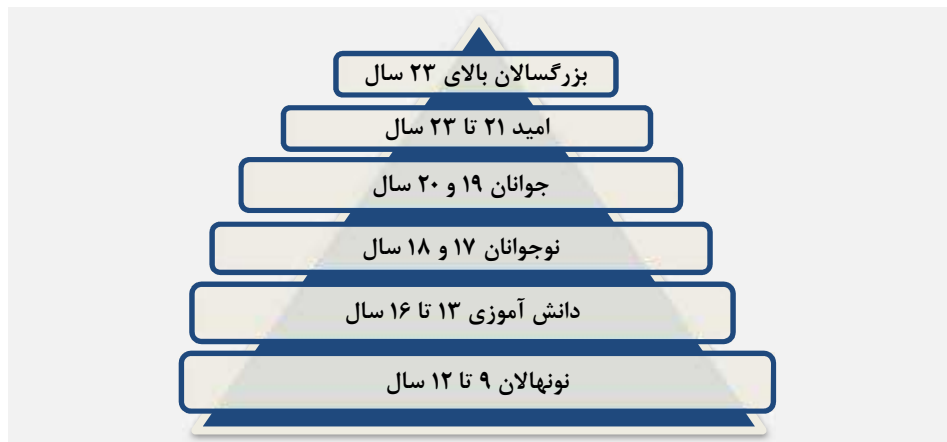 بزرگسالان بالای ۲۳ سال
امید ۲۱ تا ۲۳ سال
جوانان ۱۹ و ۲۰ سال
نوجوانان ۱۷ و ۱۸ سال
دانش آموزی ۱۳ تا ۱۶ سال
نونهالان ۹ تا ۱۲ سال